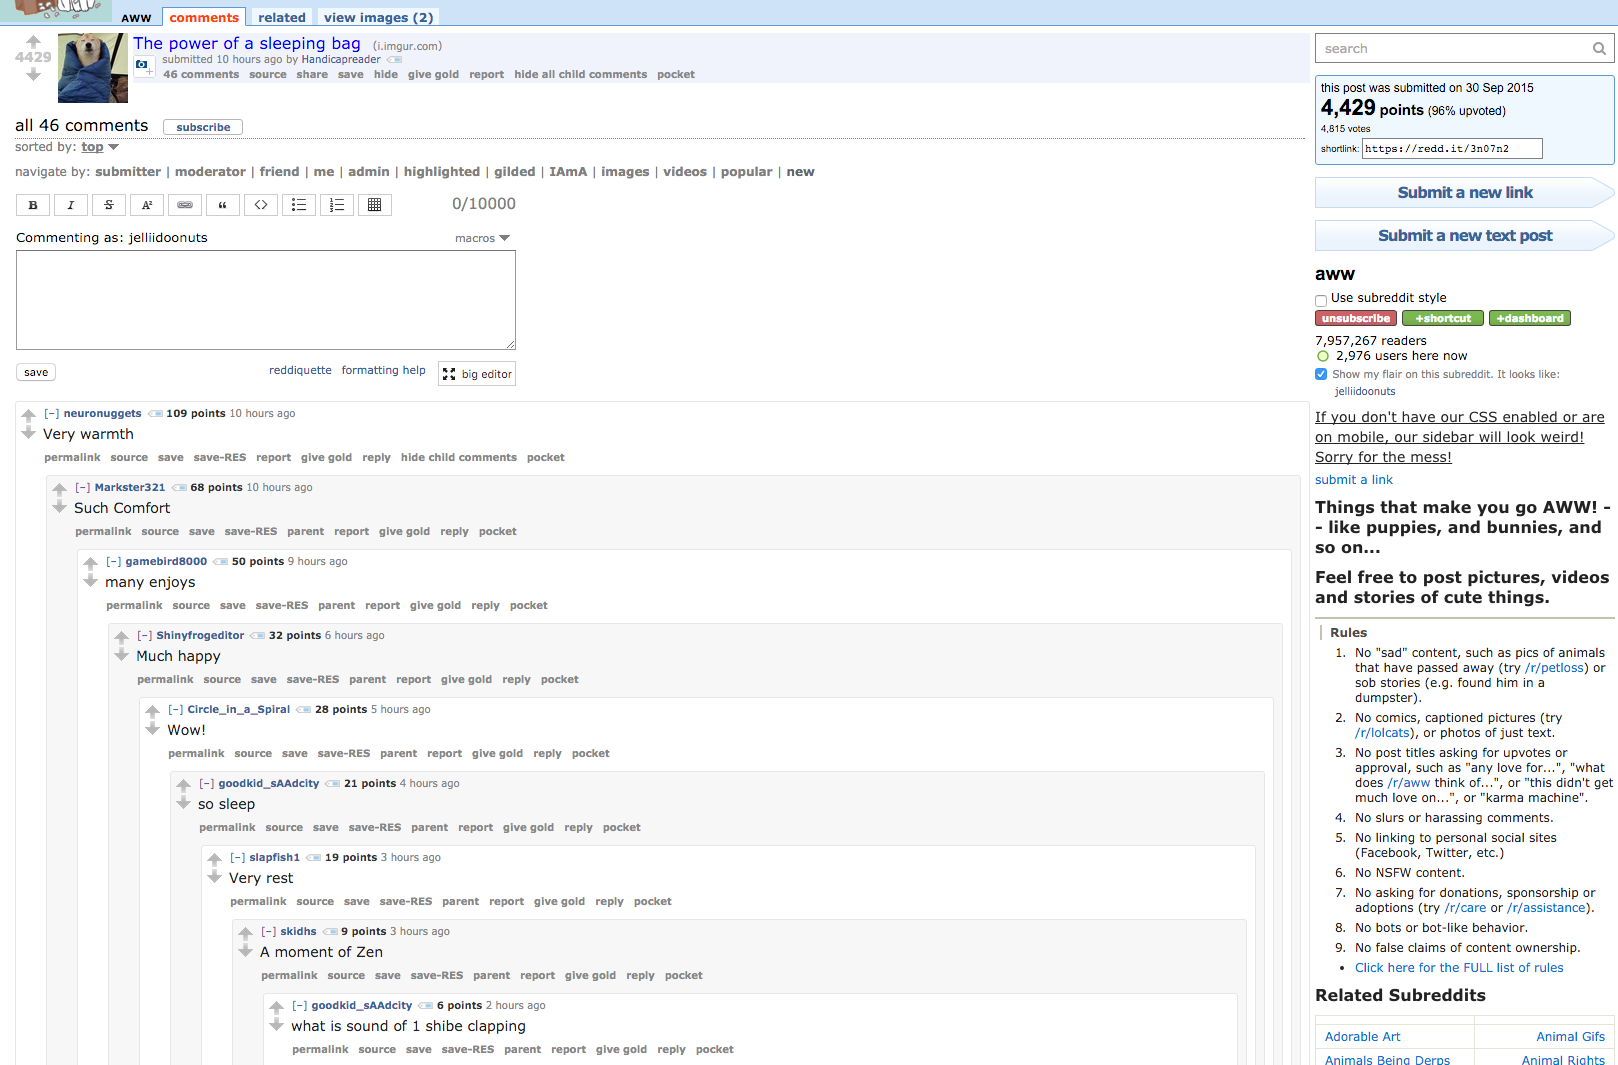 AWW comments related view images (2)
4429
The power of a sleeping bag (i.imgur.com)
submitted 10 hours ago by Handicapreader
46 comments source share save hide give gold report hide all child comments pocket
all 46 comments subscribe
sorted by: top
navigate by: submitter | moderator | friend | me | admin | highlighted | gilded | IAmA | images | videos | popular | new
B I S A² “ <> 0/10000
Commenting as: jelliidoonuts macros
save reddiquette formatting help big editor
[–] neuronuggets 109 points 10 hours ago
Very warmth
permalink source save save-RES report give gold reply hide child comments pocket
[–] Markster321 68 points 10 hours ago
Such Comfort
permalink source save save-RES parent report give gold reply pocket
[–] gamebird8000 50 points 9 hours ago
many enjoys
permalink source save save-RES parent report give gold reply pocket
[–] Shinyfrogeditor 32 points 6 hours ago
Much happy
permalink source save save-RES parent report give gold reply pocket
[–] Circle_in_a_Spiral 28 points 5 hours ago
Wow!
permalink source save save-RES parent report give gold reply pocket
[–] goodkid_sAAdcity 21 points 4 hours ago
so sleep
permalink source save save-RES parent report give gold reply pocket
[–] slapfish1 19 points 3 hours ago
Very rest
permalink source save save-RES parent report give gold reply pocket
[–] skidhs 9 points 3 hours ago
A moment of Zen
permalink source save save-RES parent report give gold reply pocket
[–] goodkid_sAAdcity 6 points 2 hours ago
what is sound of 1 shibe clapping
permalink source save save-RES parent report give gold reply pocket
search
this post was submitted on 30 Sep 2015
4,429 points (96% upvoted)
4,815 votes
shortlink: https://redd.it/3n07n2
Submit a new link
Submit a new text post
aww
Use subreddit style
unsubscribe +shortcut +dashboard
7,957,267 readers
2,976 users here now
Show my flair on this subreddit. It looks like:
jelliidoonuts
If you don't have our CSS enabled or are
on mobile, our sidebar will look weird!
Sorry for the mess!
submit a link
Things that make you go AWW! -
- like puppies, and bunnies, and
so on...
Feel free to post pictures, videos
and stories of cute things.
Rules
1. No "sad" content, such as pics of animals
that have passed away (try /r/petloss) or
sob stories (e.g. found him in a
dumpster).
2. No comics, captioned pictures (try
/r/lolcats), or photos of just text.
3. No post titles asking for upvotes or
approval, such as "any love for...", "what
does /r/aww think of...", or "this didn't get
much love on...", or "karma machine".
4. No slurs or harassing comments.
5. No linking to personal social sites
(Facebook, Twitter, etc.)
6. No NSFW content.
7. No asking for donations, sponsorship or
adoptions (try /r/care or /r/assistance).
8. No bots or bot-like behavior.
9. No false claims of content ownership.
• Click here for the FULL list of rules
Related Subreddits
Adorable Art Animal Gifs
Animals Being Derps Animal Rights